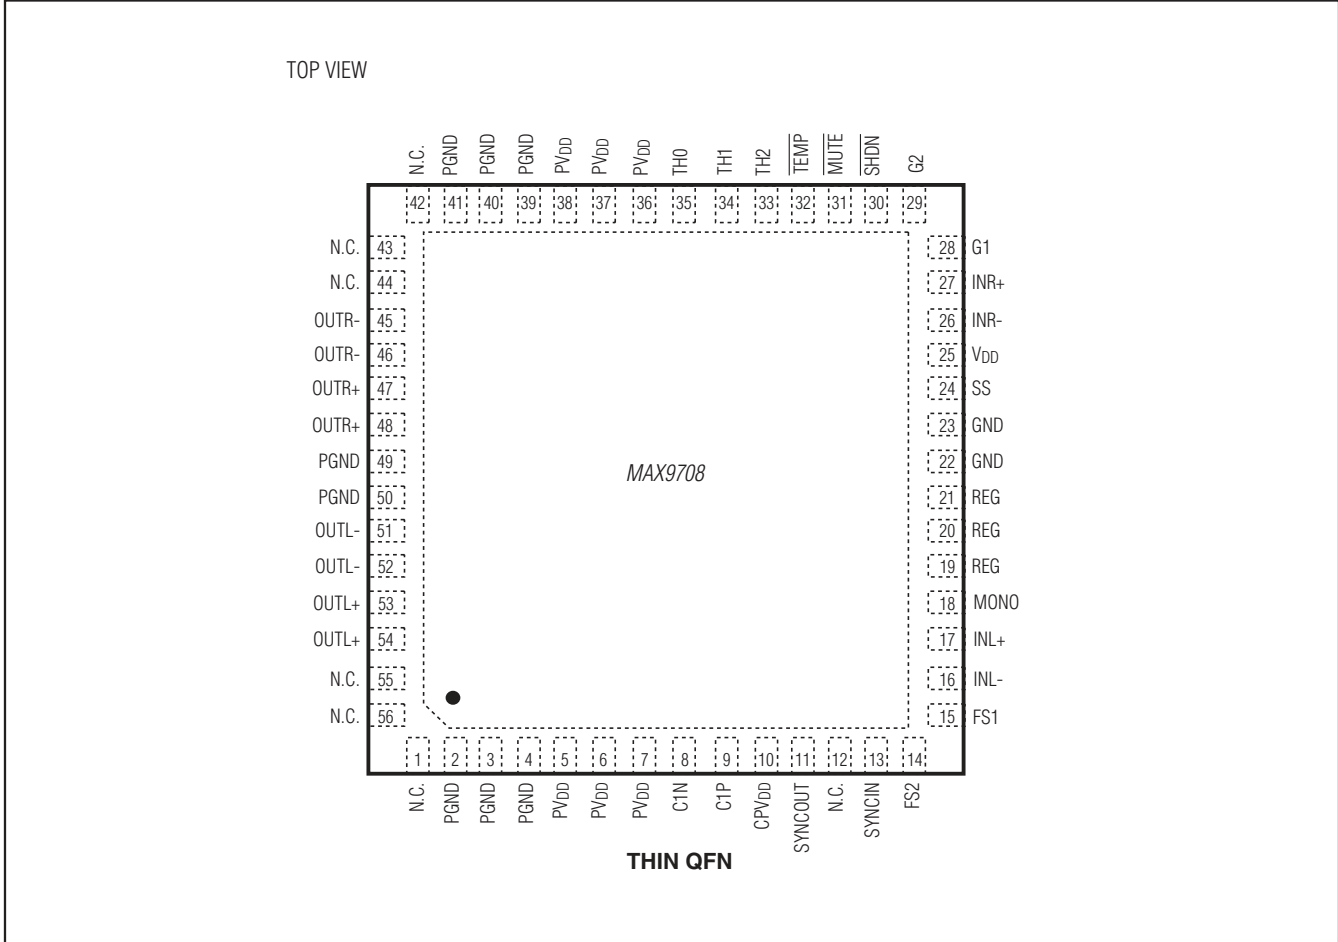 TOP VIEW
N.C. PGND PGND PGND PVDD PVDD PVDD TH0 TH1 TH2 TEMP MUTE SHDN G2
42 41 40 39 38 37 36 35 34 33 32 31 30 29
N.C. 43 28 G1
N.C. 44 27 INR+
OUTR- 45 26 INR-
OUTR- 46 25 VDD
OUTR+ 47 24 SS
OUTR+ 48 23 GND
PGND 49 22 GND
MAX9708
PGND 50 21 REG
OUTL- 51 20 REG
OUTL- 52 19 REG
OUTL+ 53 18 MONO
OUTL+ 54 17 INL+
N.C. 55 16 INL-
N.C. 56 15 FS1
1 2 3 4 5 6 7 8 9 10 11 12 13 14
N.C. PGND PGND PGND PVDD PVDD PVDD C1N C1P CPVDD SYNCOUT N.C. SYNCIN FS2
THIN QFN